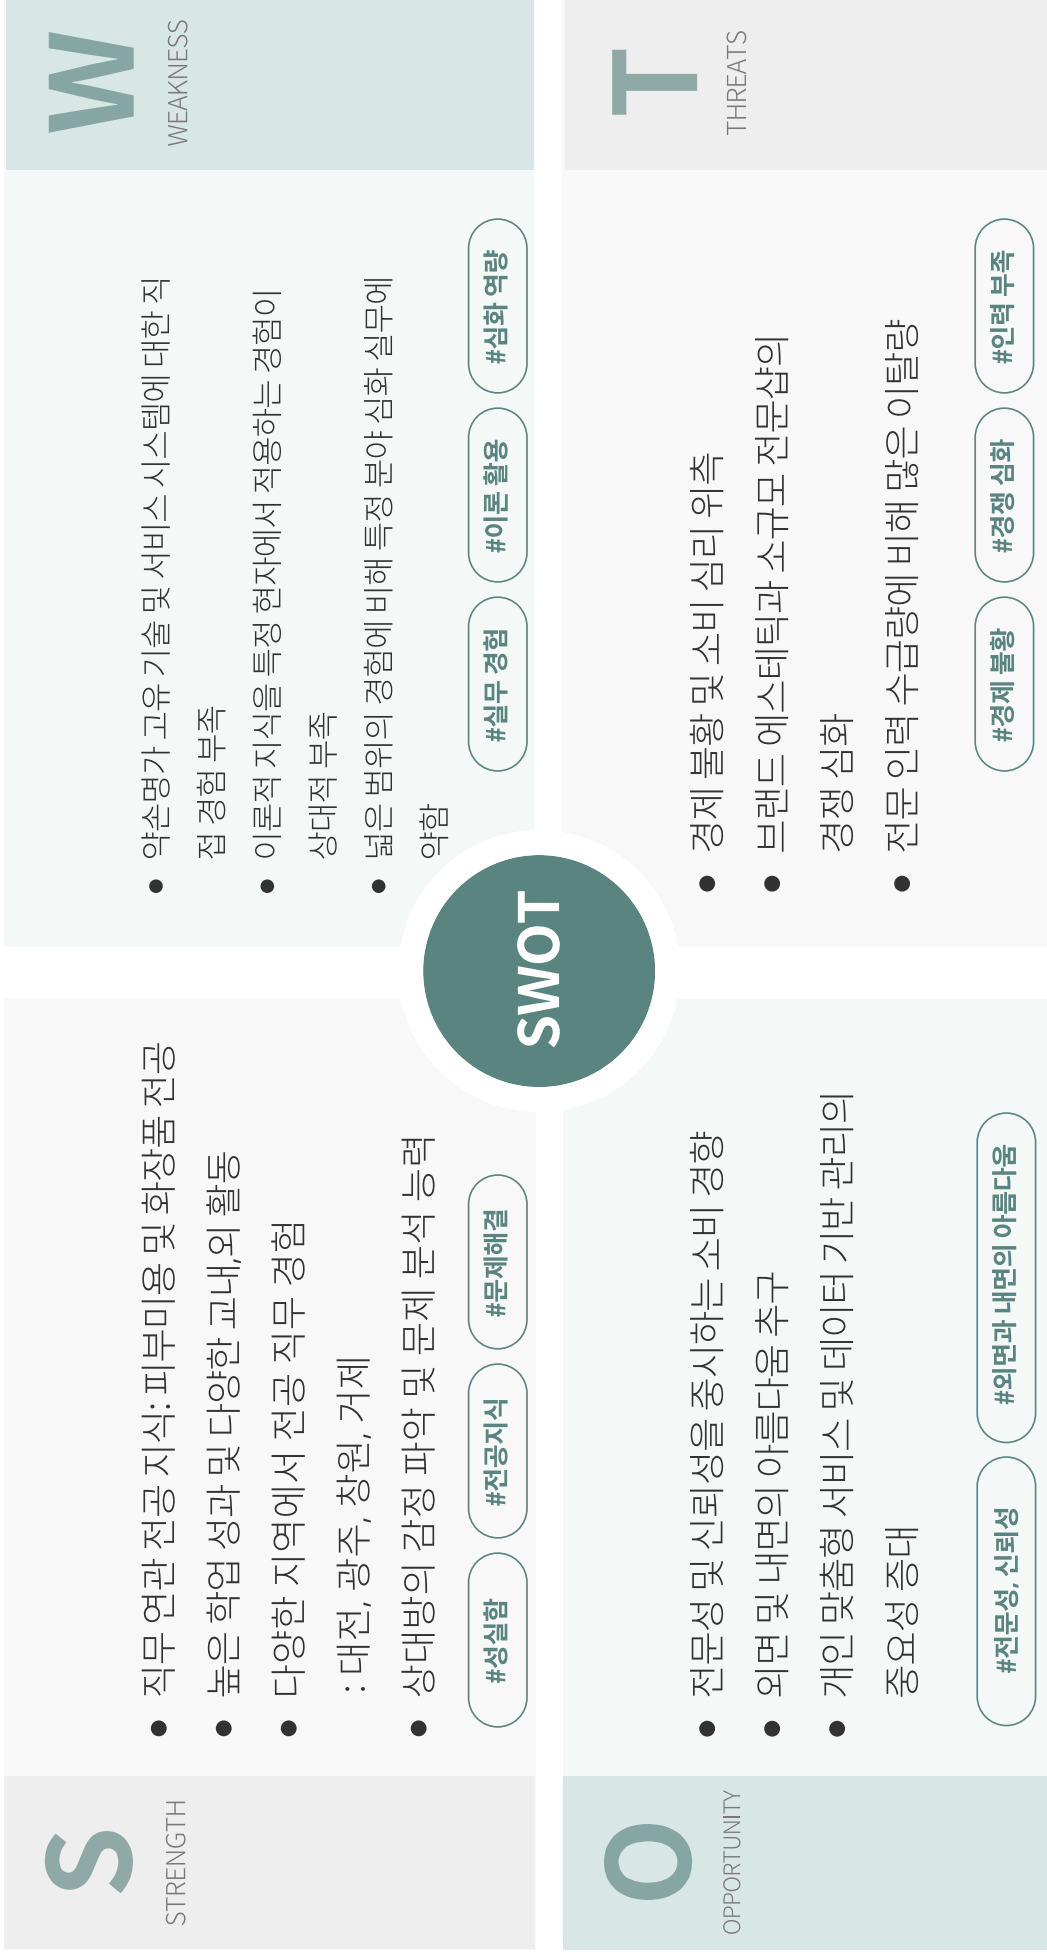 S
STRENGTH
직무 연관 전공 지식: 피부미용 및 화장품 전공
높은 학업 성과 및 다양한 교내,외 활동
다양한 지역에서 전공 직무 경험
: 대전, 광주, 창원, 거제
상대방의 감정 파악 및 문제 분석 능력
#성실함 #전공지식 #문제해결
W
WEAKNESS
약손명가 고유 기술 및 서비스 시스템에 대한 직
접 경험 부족
이론적 지식을 특정 현자에서 적용하는 경험이
상대적 부족
넓은 범위의 경험에 비해 특정 분야 심화 실무에
약함
#실무 경험 #이론 활용 #심화 역량
SWOT
O
OPPORTUNITY
전문성 및 신뢰성을 중시하는 소비 경향
외면 및 내면의 아름다움 추구
개인 맞춤형 서비스 및 데이터 기반 관리의
중요성 증대
#전문성, 신뢰성 #외면과 내면의 아름다움
T
THREATS
경제 불황 및 소비 심리 위축
브랜드 에스테틱과 소규모 전문샵의
경쟁 심화
전문 인력 수급량에 비해 많은 이탈량
#경제 불황 #경쟁 심화 #인력 부족